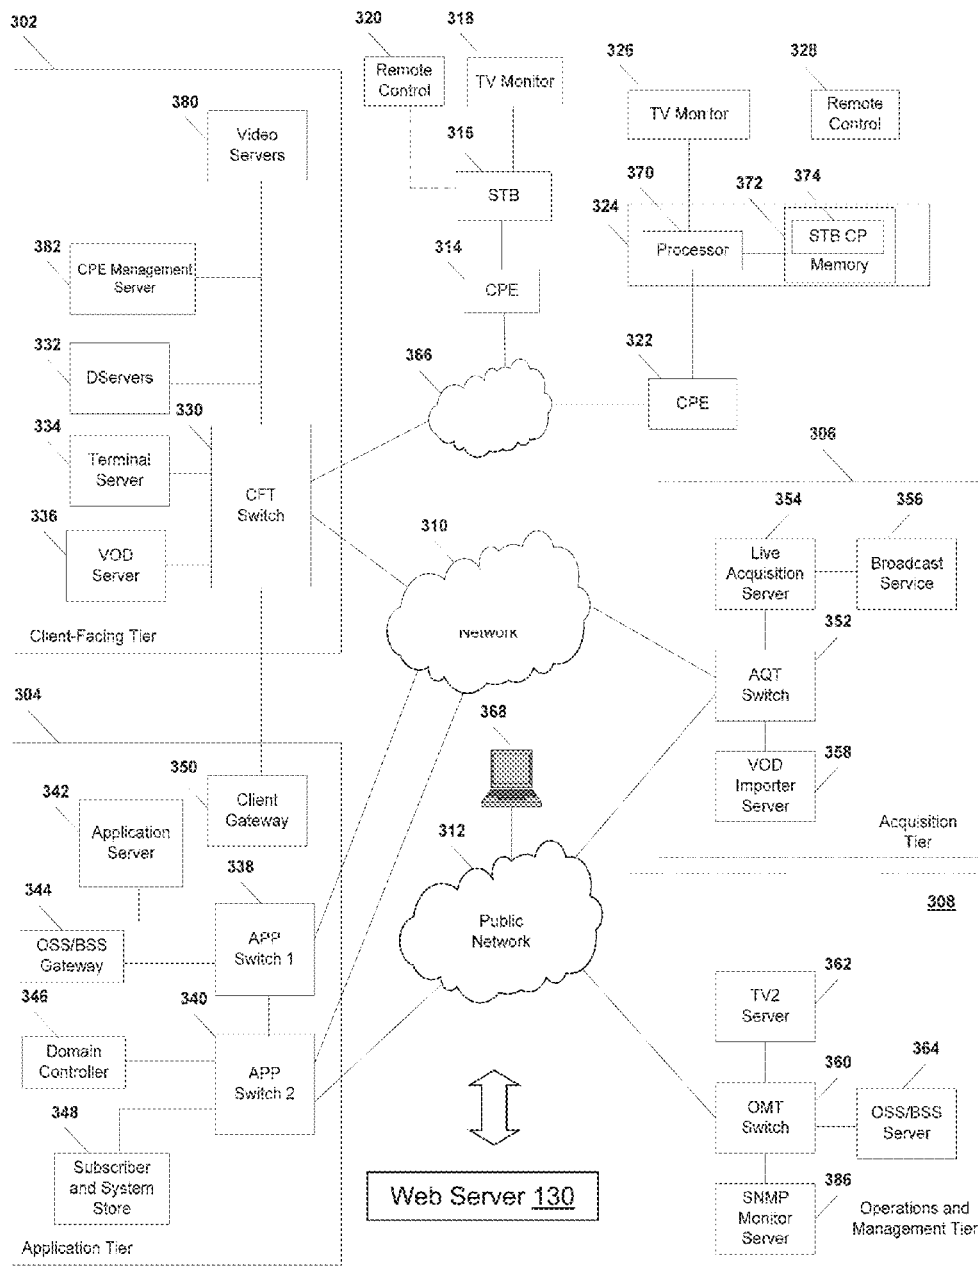 302
320
318
326
328
Remote
Control
TV Monitor
TV Monitor
Remote
Control
380
Video
Servers
316
STB
370
372
374
324
Processor
STB CP
Memory
382
CPE Management
Server
314
CPE
332
DServers
330
366
322
CPE
334
Terminal
Server
CFT
Switch
306
336
VOD
Server
310
Network
354
356
Live
Acquisition
Server
Broadcast
Service
Client-Facing Tier
352
AQT
Switch
304
368
350
Client
Gateway
358
VOD
Importer
Server
342
Application
Server
312
Acquisition
Tier
338
344
OSS/BSS
Gateway
APP
Switch 1
Public
Network
308
346
340
362
TV2
Server
Domain
Controller
APP
Switch 2
360
364
348
OMT
Switch
OSS/BSS
Server
Subscriber
and System
Store
Web Server 130
386
SNMP
Monitor
Server
Operations and
Management Tier
Application Tier